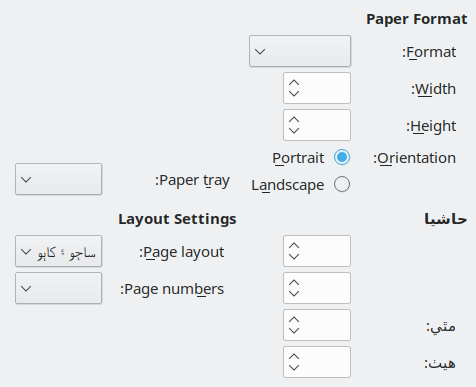 Paper Format
Format:
Width:
Height:
Orientation:
Portrait
Landscape
Paper tray:
حاشيا
Layout Settings
Page layout:
ساڄو ۽ کاٻو
Page numbers:
مٿي:
هيٺ: